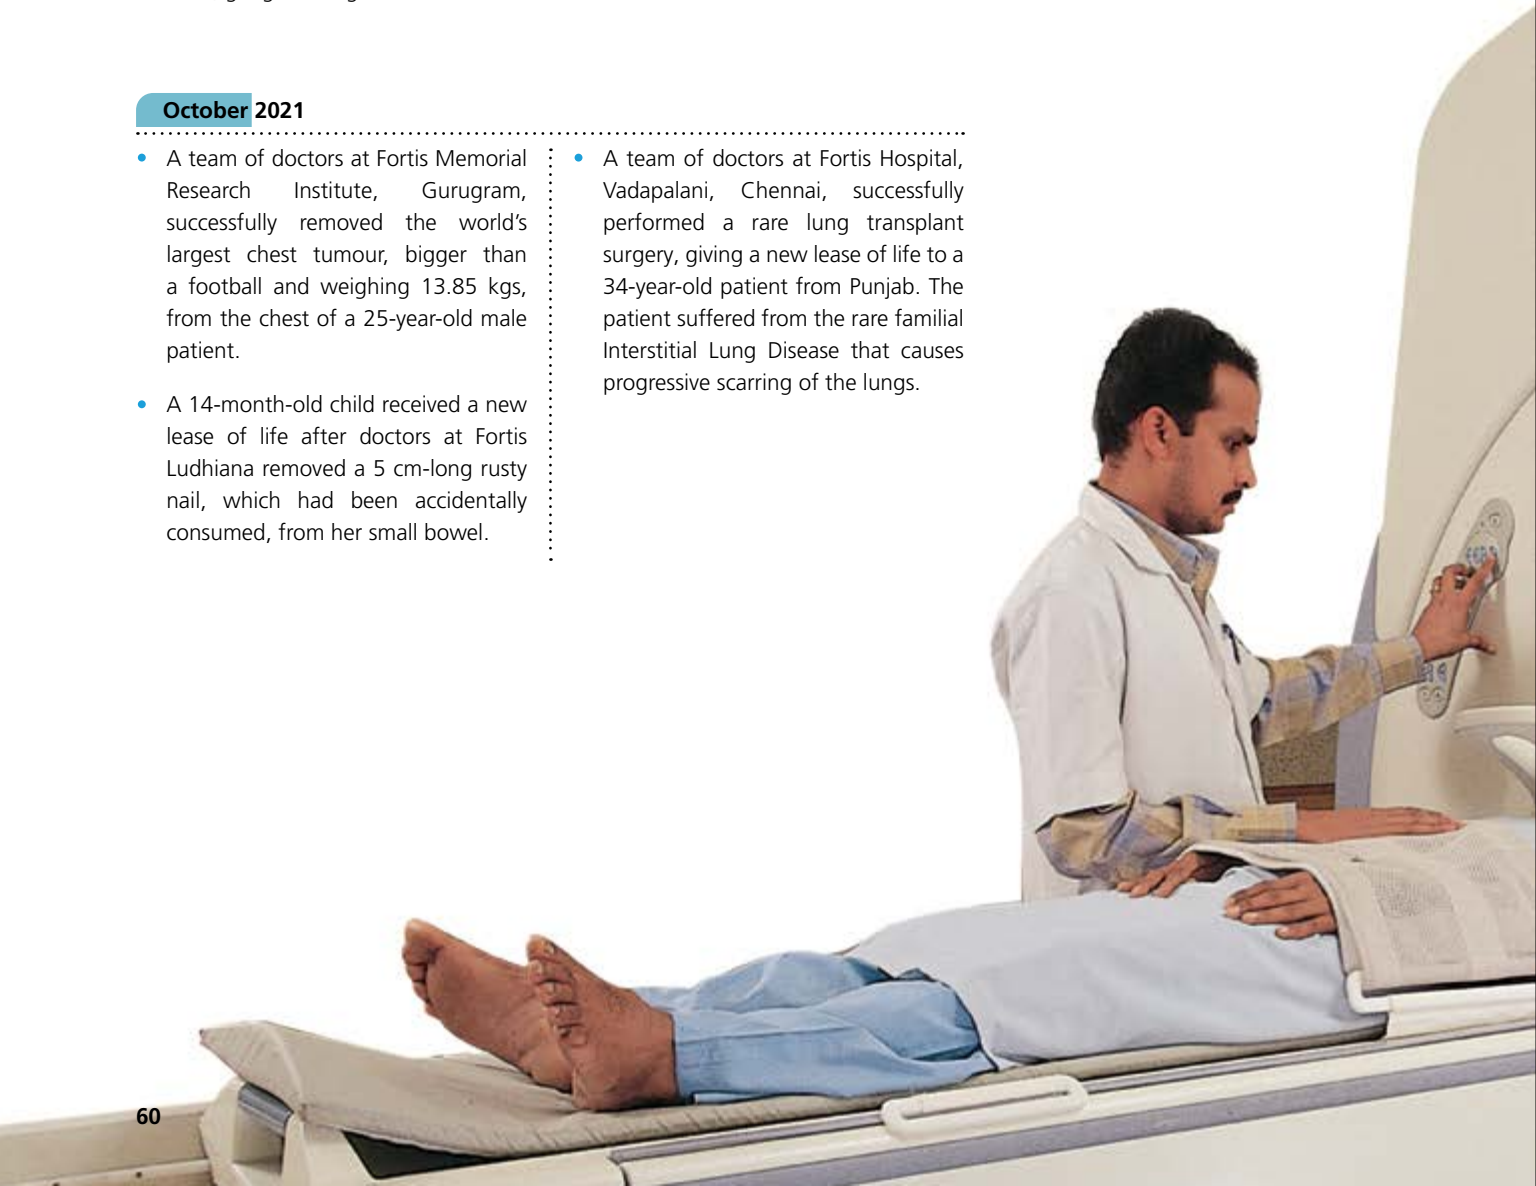 October 2021
• A team of doctors at Fortis Memorial
Research Institute, Gurugram,
successfully removed the world’s
largest chest tumour, bigger than
a football and weighing 13.85 kgs,
from the chest of a 25-year-old male
patient.
• A 14-month-old child received a new
lease of life after doctors at Fortis
Ludhiana removed a 5 cm-long rusty
nail, which had been accidentally
consumed, from her small bowel.
• A team of doctors at Fortis Hospital,
Vadapalani, Chennai, successfully
performed a rare lung transplant
surgery, giving a new lease of life to a
34-year-old patient from Punjab. The
patient suffered from the rare familial
Interstitial Lung Disease that causes
progressive scarring of the lungs.
60